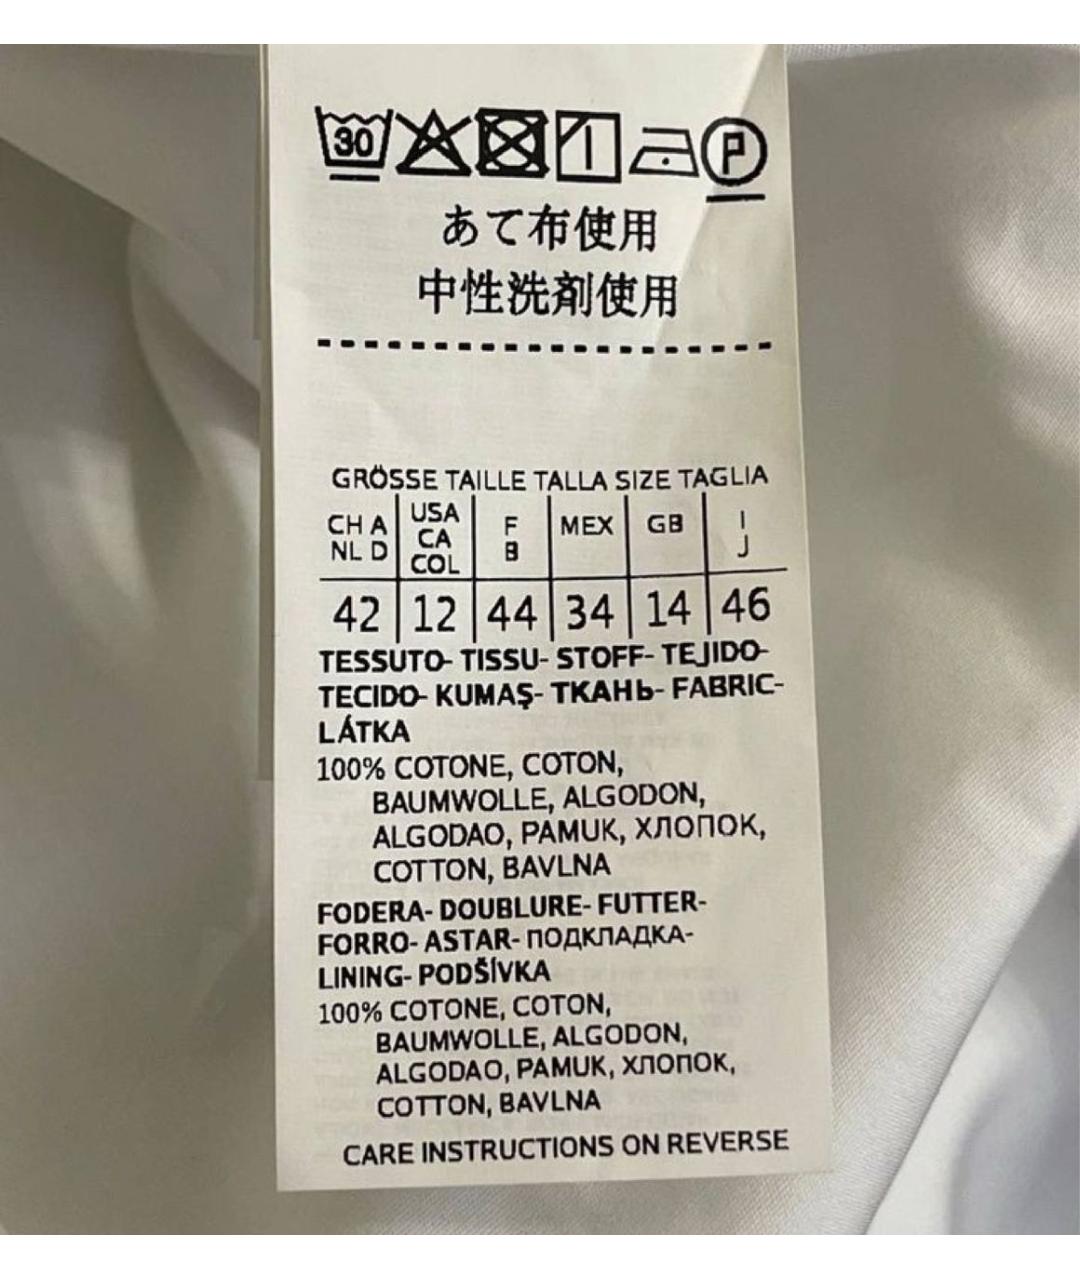 30 P
あて布使用
中性洗剤使用
GRÖSSE TAILLE TALLA SIZE TAGLIA
CH A NL D USA CA COL F B MEX GB I J
42 12 44 34 14 46
TESSUTO- TISSU- STOFF- TEJIDO-
TECIDO- KUMAŞ- ТКАНЬ- FABRIC-
LÁTKA
100% COTONE, COTON,
BAUMWOLLE, ALGODON,
ALGODAO, PAMUK, ХЛОПОК,
COTTON, BAVLNA
FODERA- DOUBLURE- FUTTER-
FORRO- ASTAR- ПОДКЛАДКА-
LINING- PODŠÍVKA
100% COTONE, COTON,
BAUMWOLLE, ALGODON,
ALGODAO, PAMUK, ХЛОПОК,
COTTON, BAVLNA
CARE INSTRUCTIONS ON REVERSE